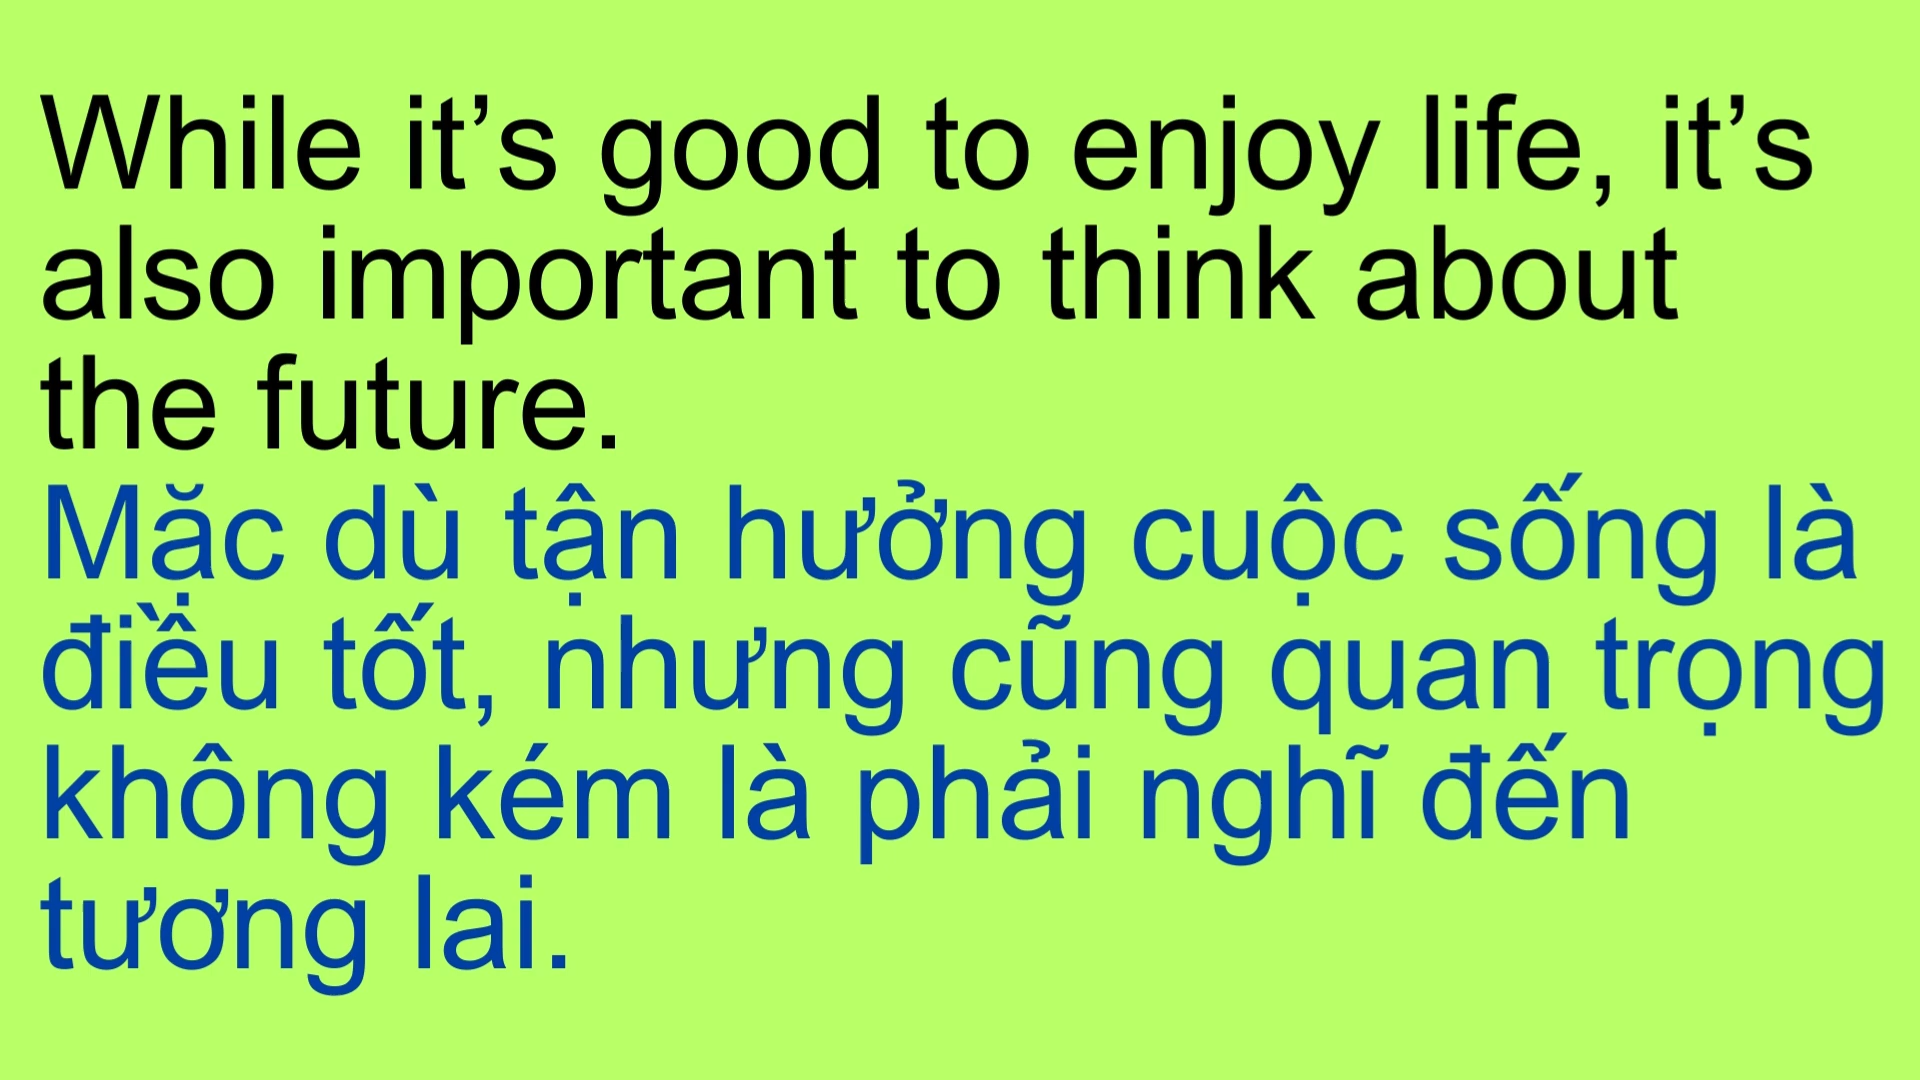 While it’s good to enjoy life, it’s
also important to think about
the future.
Mặc dù tận hưởng cuộc sống là
điều tốt, nhưng cũng quan trọng
không kém là phải nghĩ đến
tương lai.